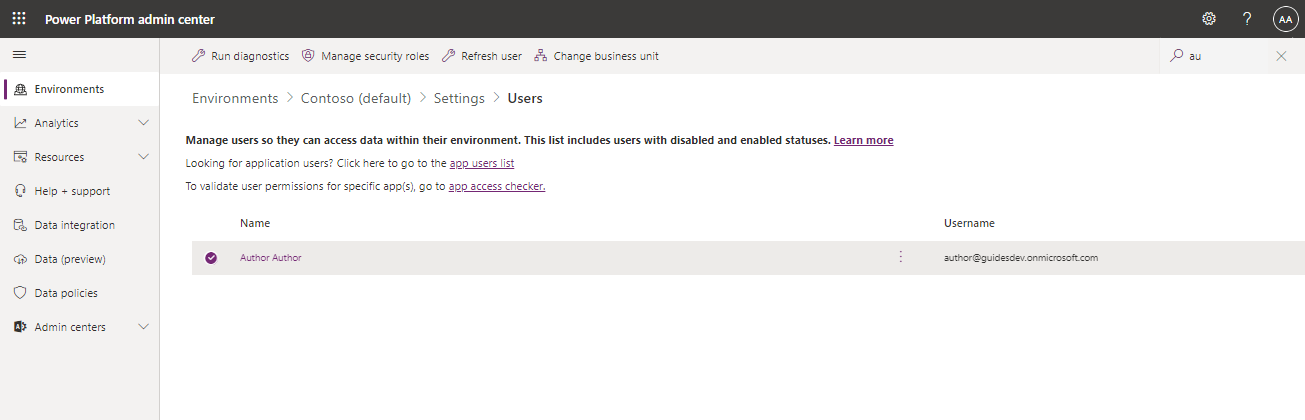 Power Platform admin center
?
AA
Run diagnostics
Manage security roles
Refresh user
Change business unit
au
Environments
Analytics
Resources
Help + support
Data integration
Data (preview)
Data policies
Admin centers
Environments > Contoso (default) > Settings > Users
Manage users so they can access data within their environment. This list includes users with disabled and enabled statuses. Learn more
Looking for application users? Click here to go to the app users list
To validate user permissions for specific app(s), go to app access checker.
Name Username
Author Author author@guidesdev.onmicrosoft.com